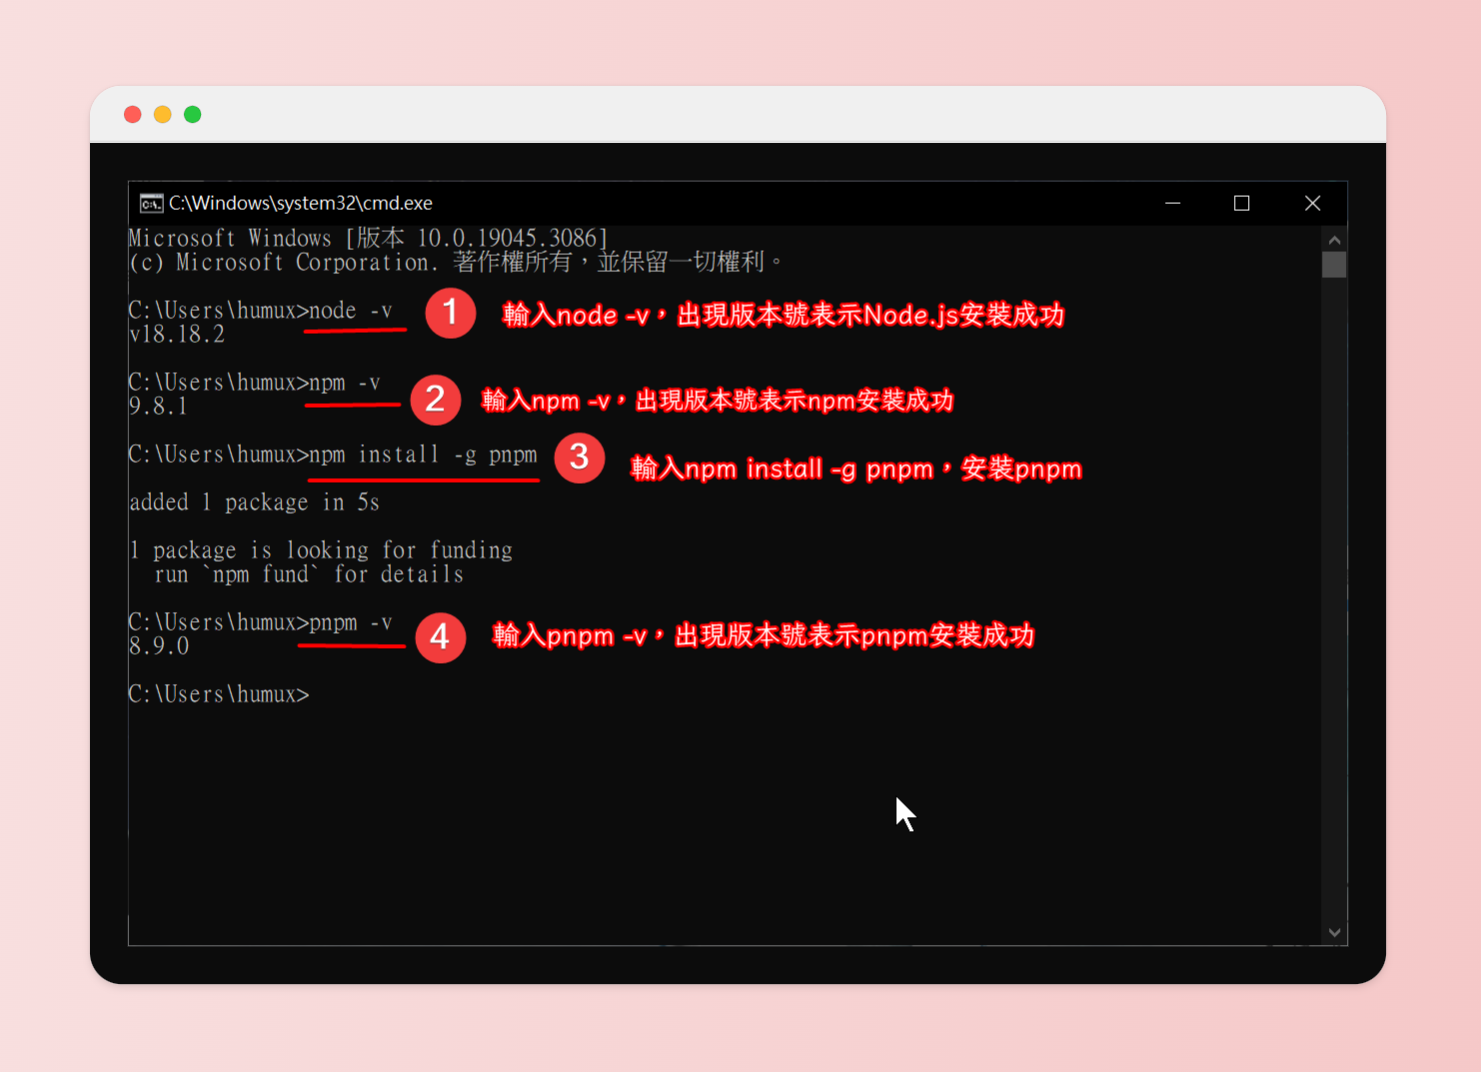 C:\Windows\system32\cmd.exe
Microsoft Windows [版本 10.0.19045.3086]
(c) Microsoft Corporation. 著作權所有，並保留一切權利。
C:\Users\humux>node -v
1
輸入node -v，出現版本號表示Node.js安裝成功
v18.18.2
C:\Users\humux>npm -v
2
輸入npm -v，出現版本號表示npm安裝成功
9.8.1
C:\Users\humux>npm install -g pnpm
3
輸入npm install -g pnpm，安裝pnpm
added 1 package in 5s
1 package is looking for funding
run `npm fund` for details
C:\Users\humux>pnpm -v
4
輸入pnpm -v，出現版本號表示pnpm安裝成功
8.9.0
C:\Users\humux>